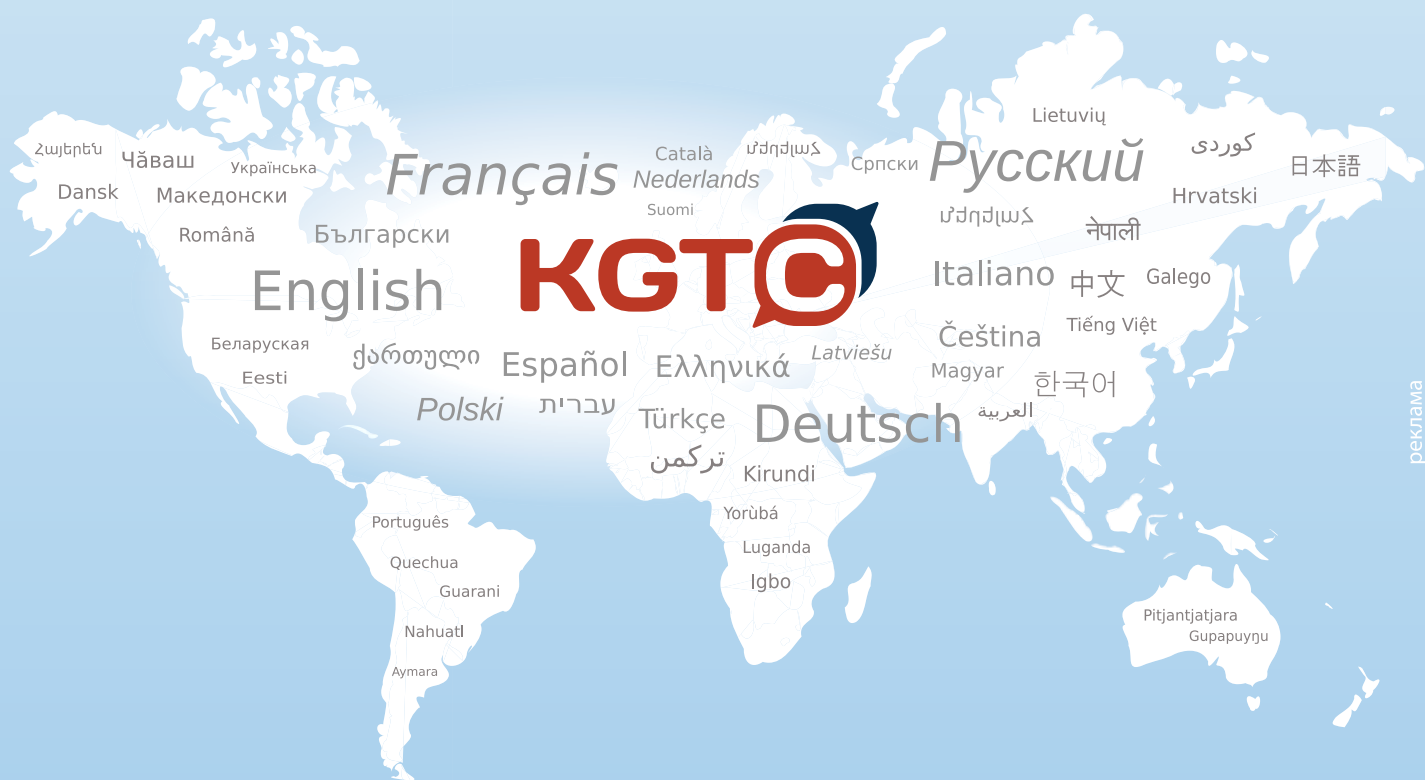 Հայերեն
Чӑваш
Українська
Dansk
Македонски
Română
Български
English
Беларуская
Eesti
ქართული
Français
Català
Nederlands
Suomi
Српски
Русский
Lietuvių
كوردی
日本語
Hrvatski
नेपाली
KGTC
Italiano
中文
Galego
Čeština
Tiếng Việt
Magyar
한국어
العربية
Español
Ελληνικά
Latviešu
Polski
עברית
Türkçe
Deutsch
تركمن
Kirundi
Yorùbá
Luganda
Igbo
Português
Quechua
Guarani
Nahuatl
Aymara
Pitjantjatjara
Gupapuyŋu
реклама